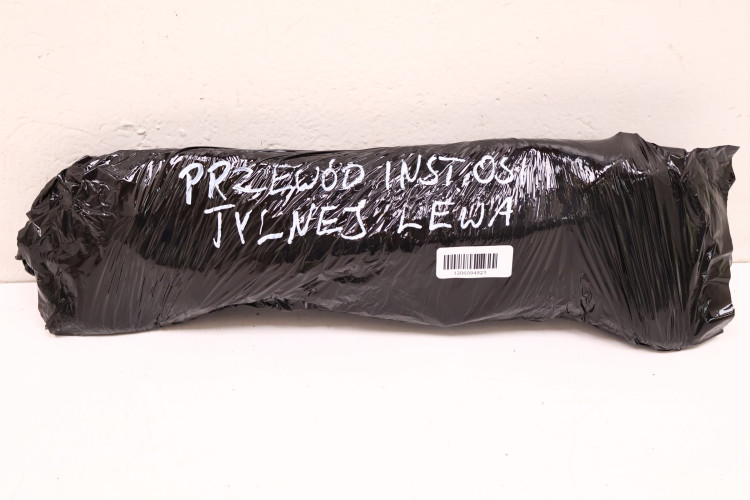 PRZEWÓD INST. OSI
TYLNEJ LEWA